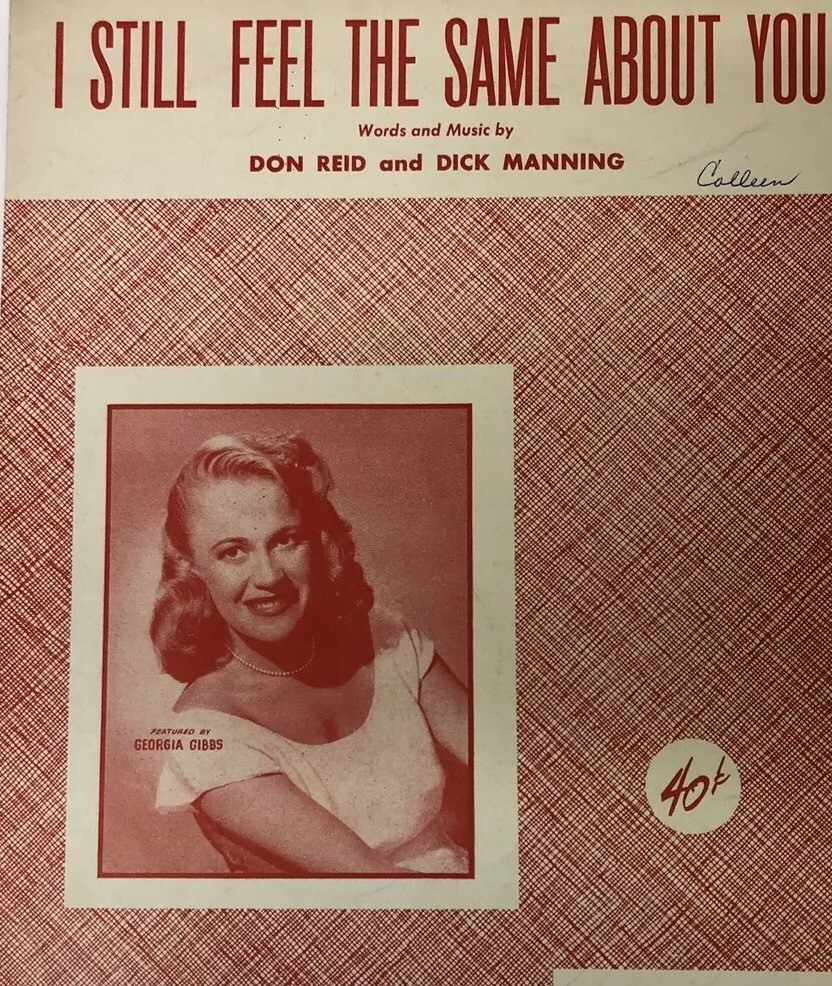 I STILL FEEL THE SAME ABOUT YOU
Words and Music by
DON REID and DICK MANNING
Colleen
FEATURED BY
GEORGIA GIBBS
40¢